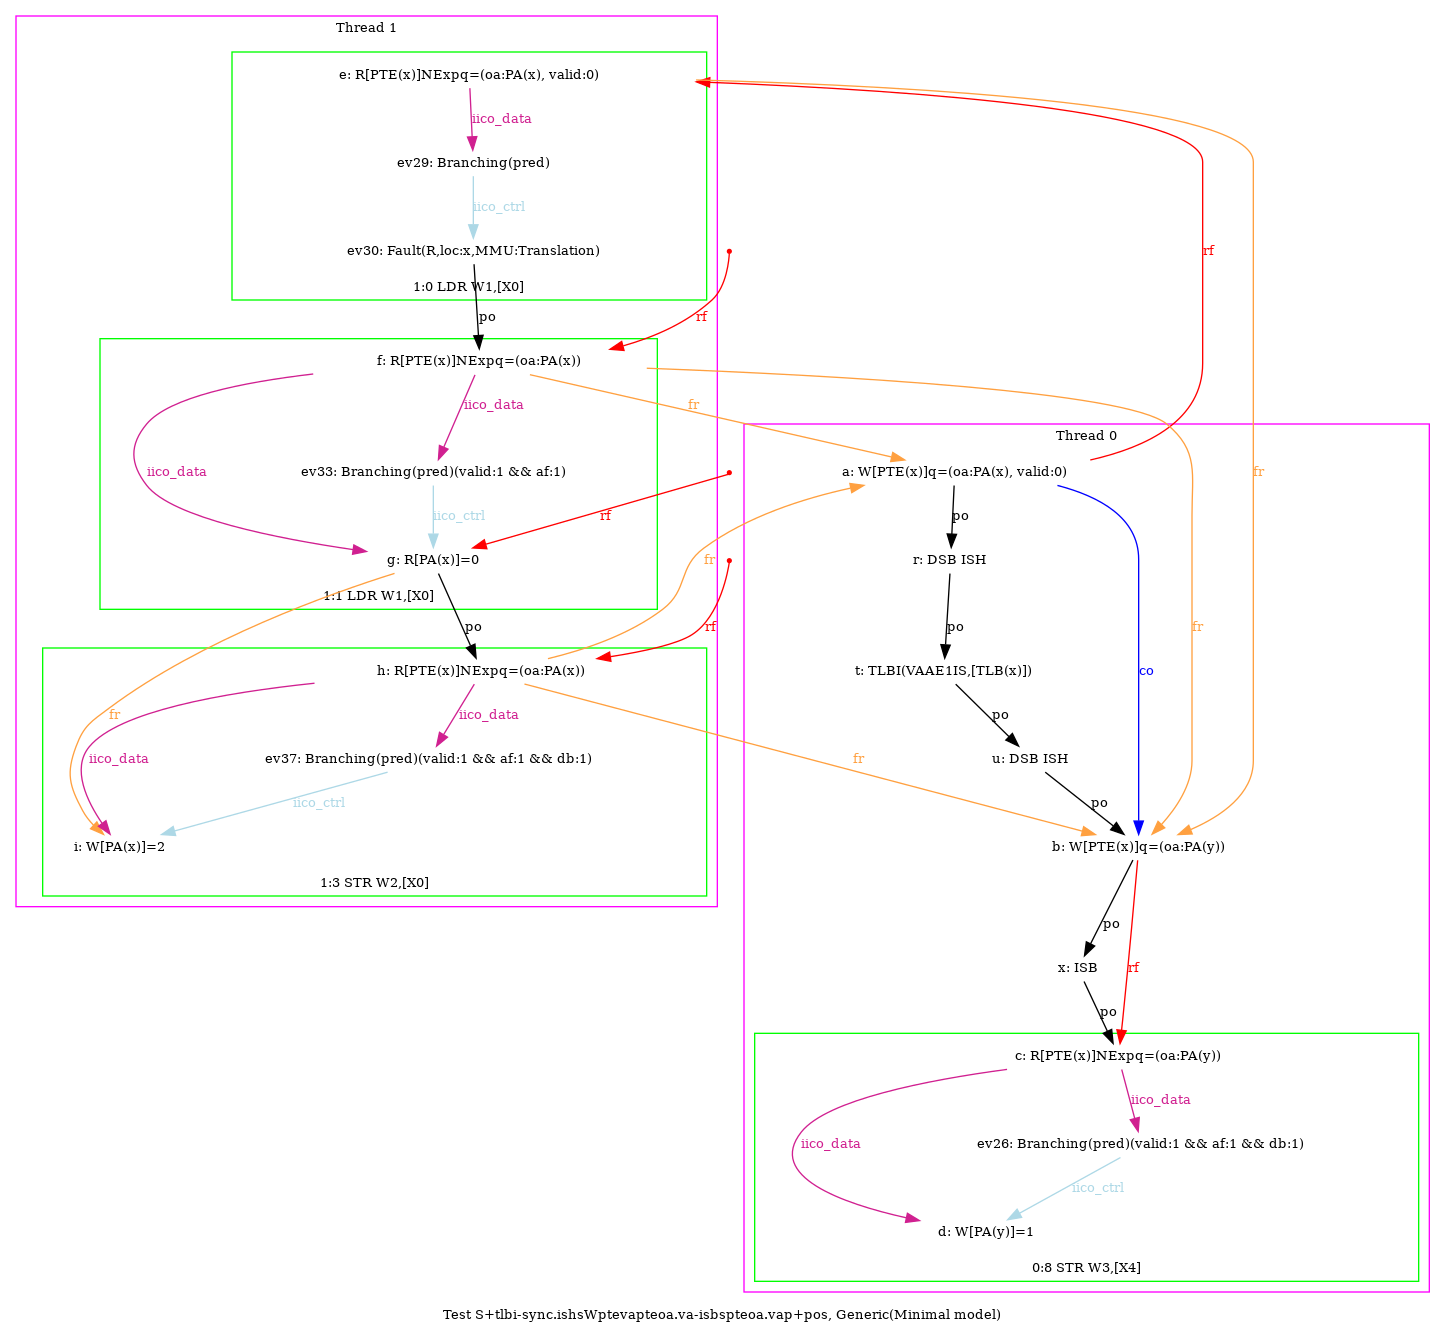 Thread 1
e: R[PTE(x)]NExpq=(oa:PA(x), valid:0)
iico_data
ev29: Branching(pred)
iico_ctrl
ev30: Fault(R,loc:x,MMU:Translation)
rf
1:0 LDR W1,[X0]
po
rf
f: R[PTE(x)]NExpq=(oa:PA(x))
iico_data
fr
Thread 0
iico_data
ev33: Branching(pred)(valid:1 && af:1)
a: W[PTE(x)]q=(oa:PA(x), valid:0)
fr
iico_ctrl
rf
po
g: R[PA(x)]=0
fr
r: DSB ISH
1:1 LDR W1,[X0]
po
rf
po
fr
h: R[PTE(x)]NExpq=(oa:PA(x))
t: TLBI(VAAE1IS,[TLB(x)])
co
fr
iico_data
po
iico_data
ev37: Branching(pred)(valid:1 && af:1 && db:1)
fr
u: DSB ISH
iico_ctrl
po
i: W[PA(x)]=2
b: W[PTE(x)]q=(oa:PA(y))
1:3 STR W2,[X0]
po
x: ISB
rf
po
c: R[PTE(x)]NExpq=(oa:PA(y))
iico_data
iico_data
ev26: Branching(pred)(valid:1 && af:1 && db:1)
iico_ctrl
d: W[PA(y)]=1
0:8 STR W3,[X4]
Test S+tlbi-sync.ishsWptevapteoa.va-isbspteoa.vap+pos, Generic(Minimal model)